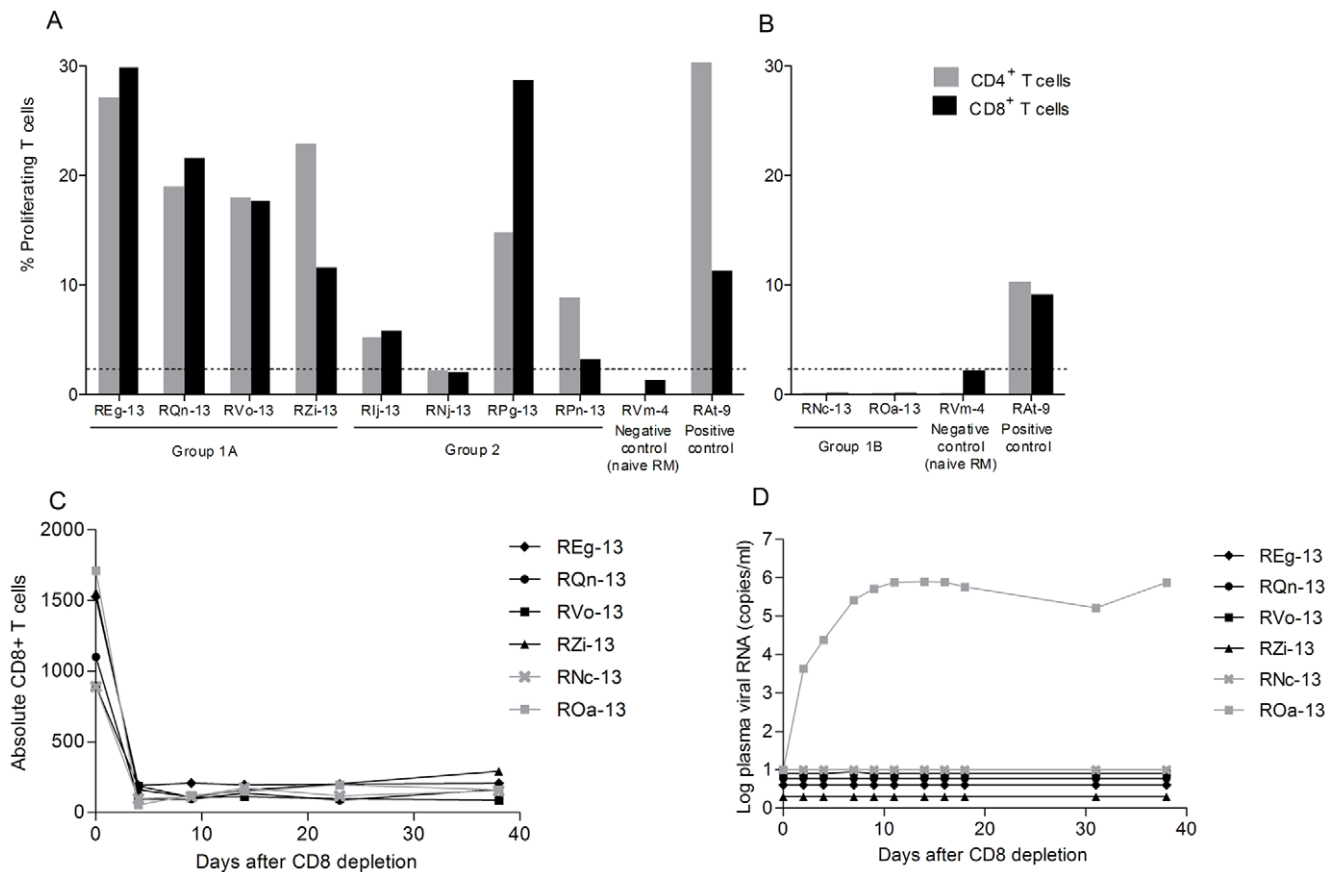 A
% Proliferating T cells
30
20
10
0
REg-13 RQn-13 RVo-13 RZi-13 RIj-13 RNj-13 RPg-13 RPn-13 RVm-4 RAt-9
Negative control (naive RM)
Positive control
Group 1A
Group 2
B
CD4+ T cells
CD8+ T cells
30
20
10
0
RNc-13 ROa-13 RVm-4 RAt-9
Negative control (naive RM)
Positive control
Group 1B
C
Absolute CD8+ T cells
2000
1500
1000
500
0
0 10 20 30 40
Days after CD8 depletion
REg-13
RQn-13
RVo-13
RZi-13
RNc-13
ROa-13
D
Log plasma viral RNA (copies/ml)
7
6
5
4
3
2
1
0
0 10 20 30 40
Days after CD8 depletion
REg-13
RQn-13
RVo-13
RZi-13
RNc-13
ROa-13